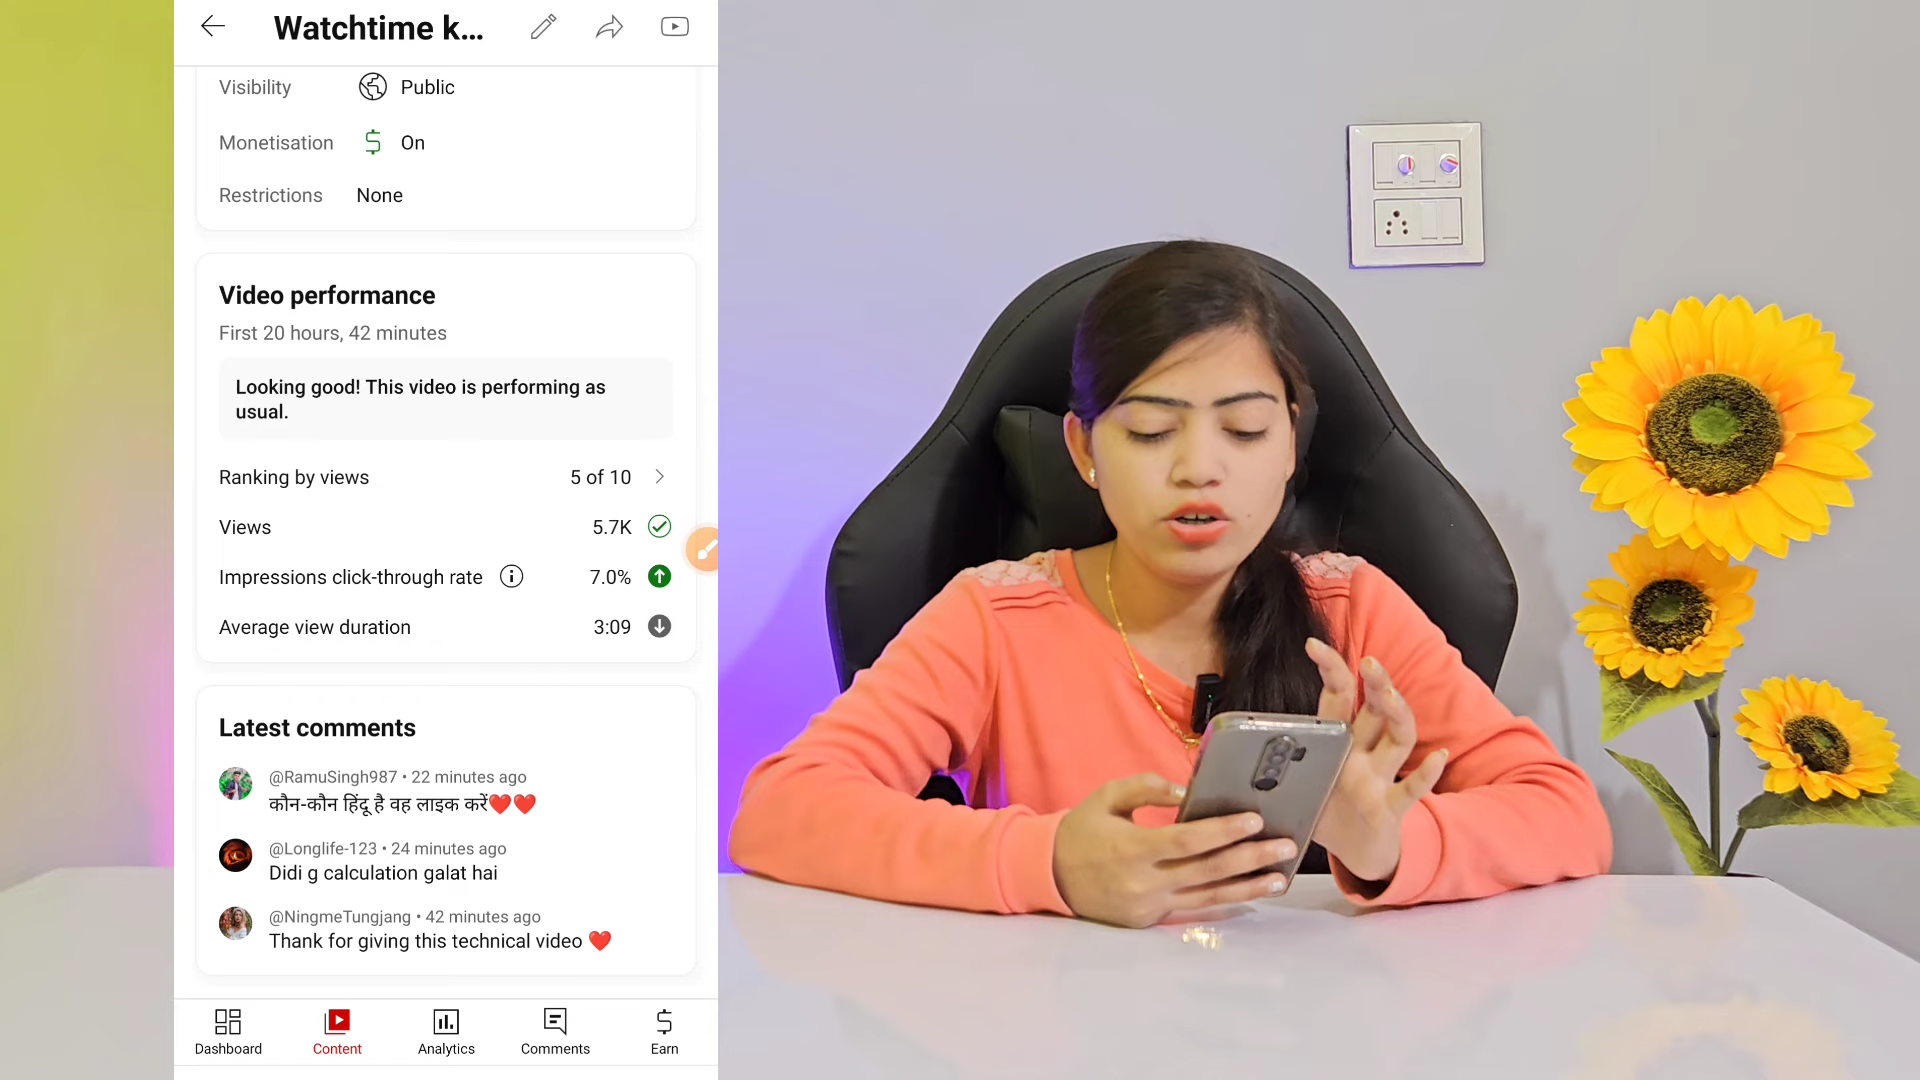 Watchtime k...
Visibility Public
Monetisation On
Restrictions None
Video performance
First 20 hours, 42 minutes
Looking good! This video is performing as
usual.
Ranking by views 5 of 10
Views 5.7K
Impressions click-through rate 7.0%
Average view duration 3:09
Latest comments
@RamuSingh987 • 22 minutes ago
कौन-कौन हिंदू है वह लाइक करें❤️❤️
@Longlife-123 • 24 minutes ago
Didi g calculation galat hai
@NingmeTungjang • 42 minutes ago
Thank for giving this technical video ❤️
Dashboard Content Analytics Comments Earn